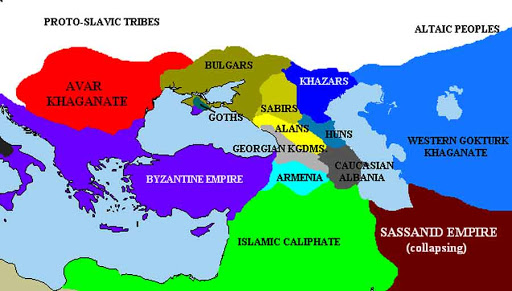 PROTO-SLAVIC TRIBES
ALTAIC PEOPLES
BULGARS
AVAR
KHAGANATE
KHAZARS
SABIRS
GOTHS
ALANS
HUNS
GEORGIAN KGDMS.
WESTERN GOKTURK
KHAGANATE
CAUCASIAN
ALBANIA
BYZANTINE EMPIRE
ARMENIA
SASSANID EMPIRE
(collapsing)
ISLAMIC CALIPHATE